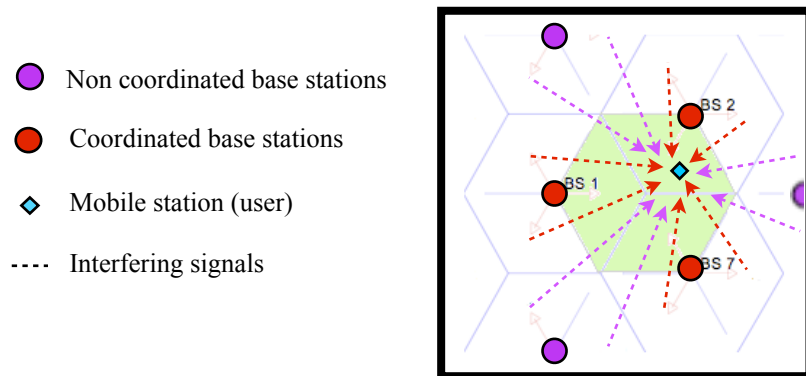 Non coordinated base stations
Coordinated base stations
Mobile station (user)
Interfering signals
BS 2
BS 1
BS 7